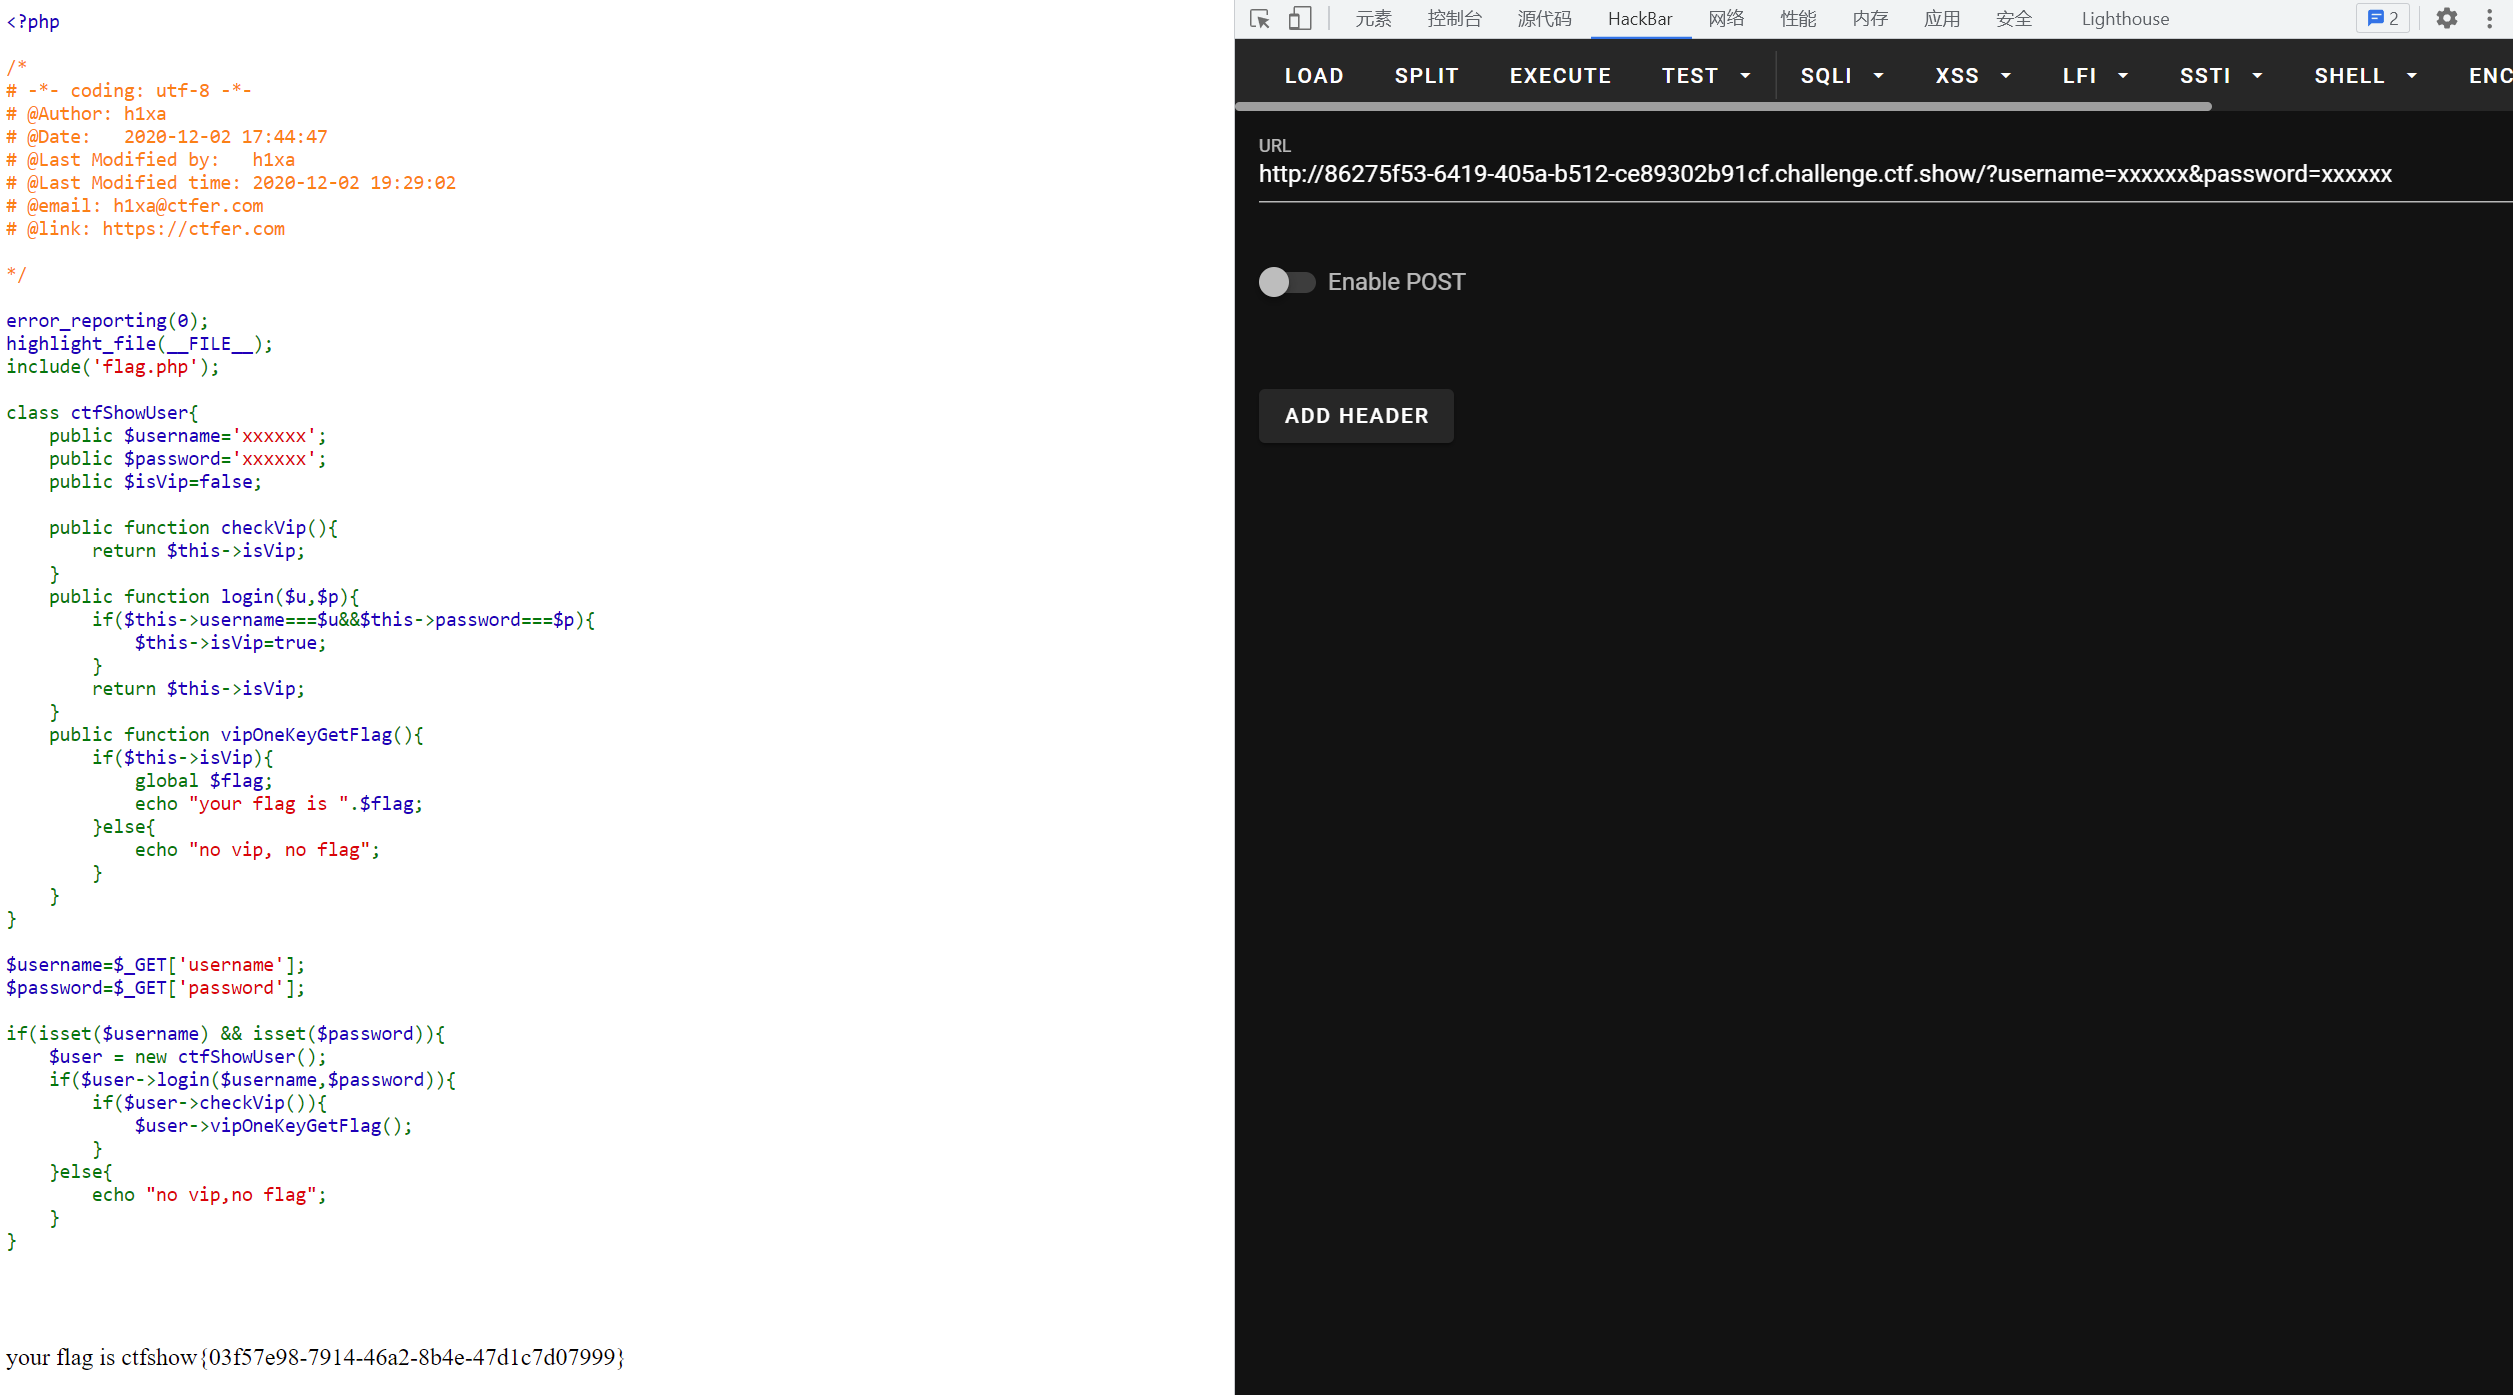 <?php
/*
# -*- coding: utf-8 -*-
# @Author: h1xa
# @Date:   2020-12-02 17:44:47
# @Last Modified by:   h1xa
# @Last Modified time: 2020-12-02 19:29:02
# @email: h1xa@ctfer.com
# @link: https://ctfer.com
*/
error_reporting(0);
highlight_file(__FILE__);
include('flag.php');
class ctfShowUser{
    public $username='xxxxxx';
    public $password='xxxxxx';
    public $isVip=false;
    public function checkVip(){
        return $this->isVip;
    }
    public function login($u,$p){
        if($this->username===$u&&$this->password===$p){
            $this->isVip=true;
        }
        return $this->isVip;
    }
    public function vipOneKeyGetFlag(){
        if($this->isVip){
            global $flag;
            echo "your flag is ".$flag;
        }else{
            echo "no vip, no flag";
        }
    }
}
$username=$_GET['username'];
$password=$_GET['password'];
if(isset($username) && isset($password)){
    $user = new ctfShowUser();
    if($user->login($username,$password)){
        if($user->checkVip()){
            $user->vipOneKeyGetFlag();
        }
    }else{
        echo "no vip,no flag";
    }
}
your flag is ctfshow{03f57e98-7914-46a2-8b4e-47d1c7d07999}
元素 控制台 源代码 HackBar 网络 性能 内存 应用 安全 Lighthouse 2
LOAD SPLIT EXECUTE TEST SQLI XSS LFI SSTI SHELL ENC
URL
http://86275f53-6419-405a-b512-ce89302b91cf.challenge.ctf.show/?username=xxxxxx&password=xxxxxx
Enable POST
ADD HEADER